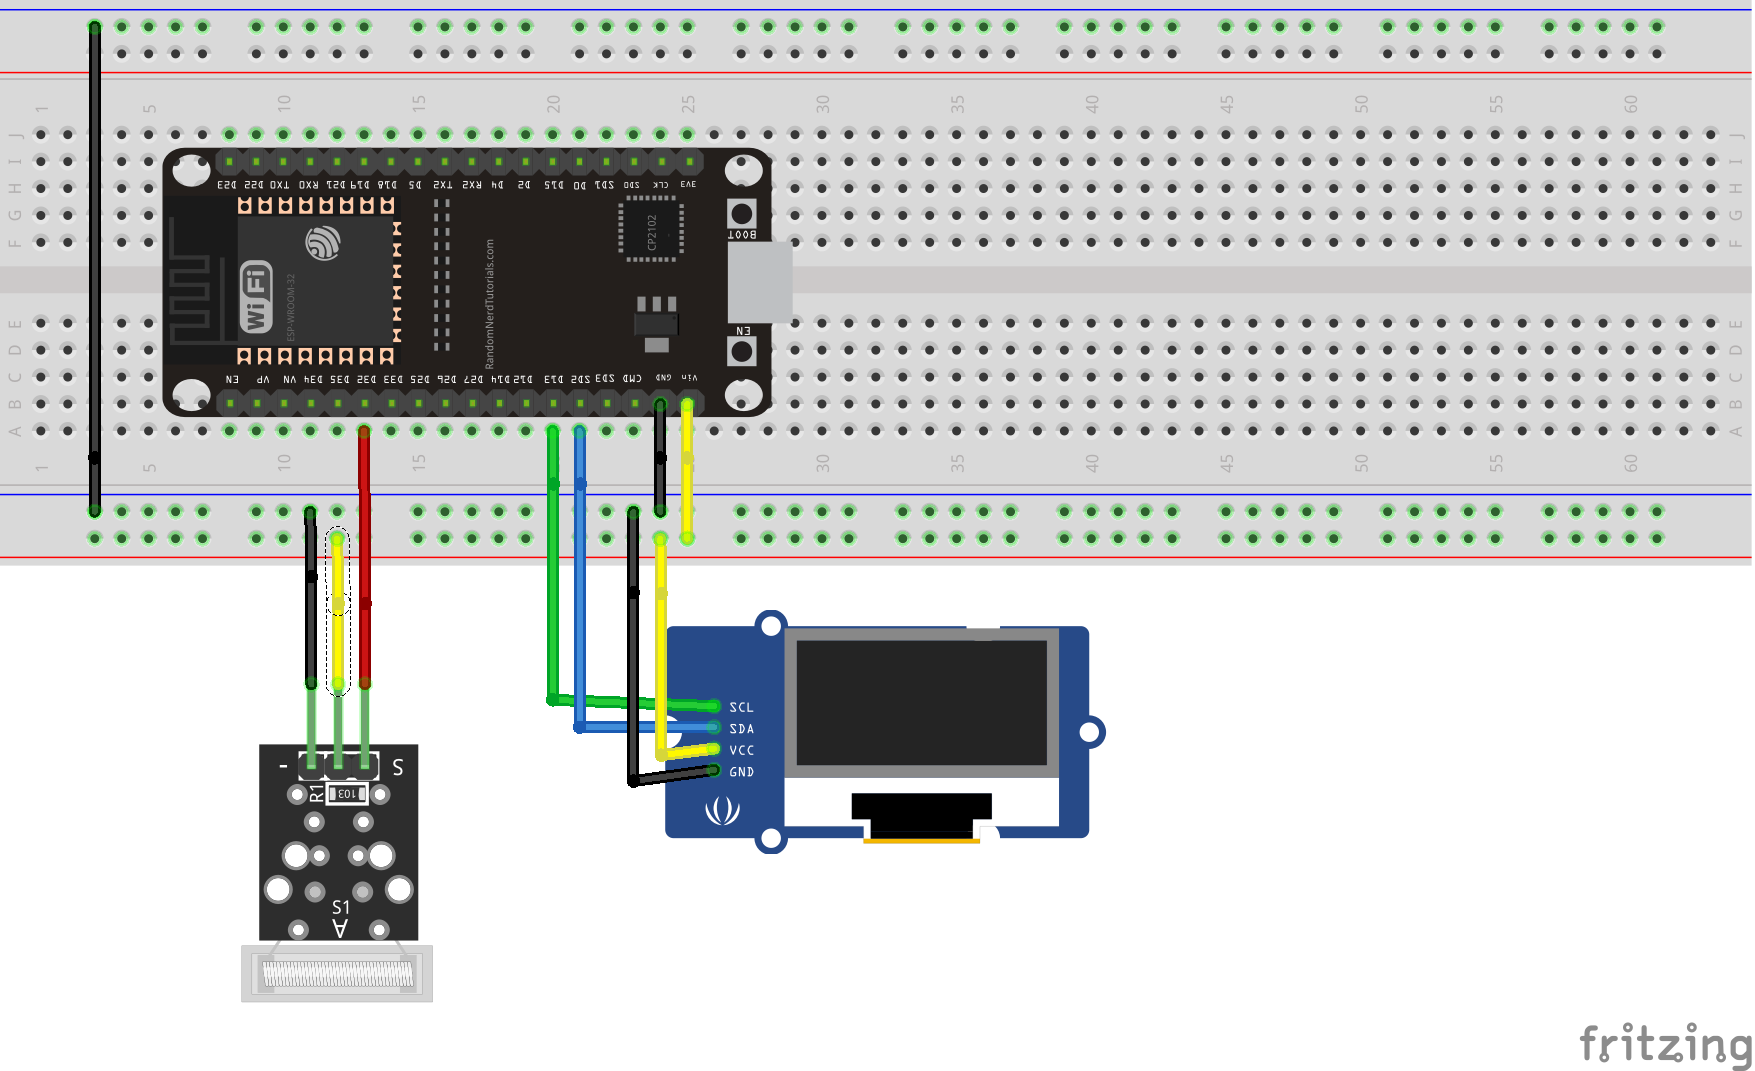 1 5 10 15 20 25 30 35 40 45 50 55 60
J J
I I
H H
G G
F F
D23 D22 TX0 RX0 D21 D19 D18 D5 TX2 RX2 D4 D2 D15 D0 SD1 SD0 CLK 3V3
CP2102
BOOT
Wi Fi
ESP-WROOM-32
RandomNerdTutorials.com
EN
E E
D D
C C
B B
A A
EN VP VN D34 D35 D32 D33 D25 D26 D27 D14 D12 D13 SD2 SD3 CMD GND Vin
1 5 10 15 20 30 35 40 45 50 55 60
SCL
SDA
VCC
GND
- S
R1 103
S1
A
fritzing